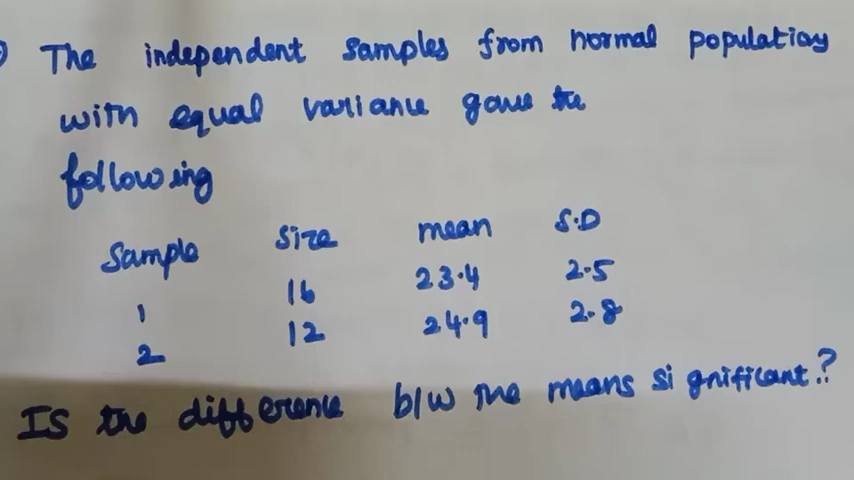 ) The independent samples from normal populations
with equal variance gave the
following
Sample Size mean S.D
1 16 23.4 2.5
2 12 24.9 2.8
Is the difference b/w the means significant?